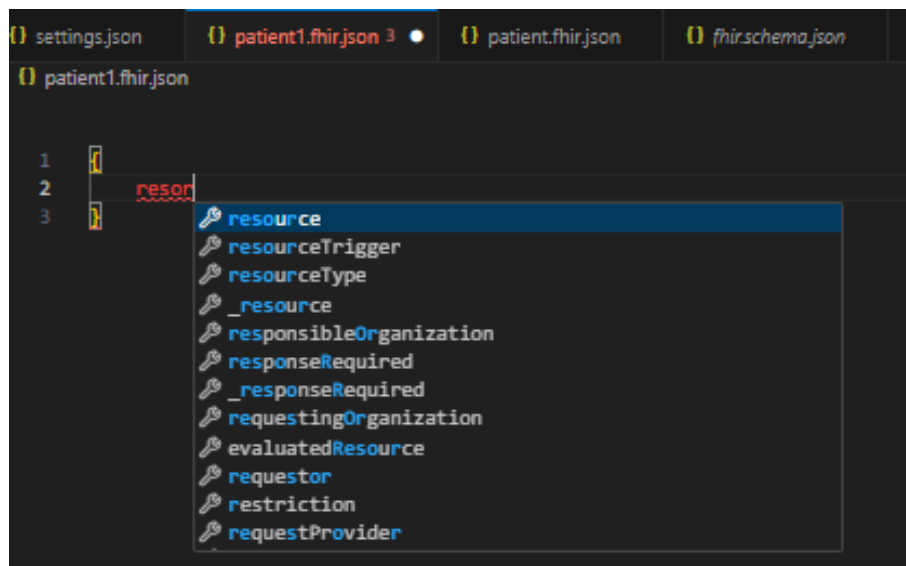 {} settings.json {} patient1.fhir.json 3 ● {} patient.fhir.json {} fhir.schema.json
{} patient1.fhir.json
1 {
2 resor
3 }
resource
resourceTrigger
resourceType
_resource
responsibleOrganization
responseRequired
_responseRequired
requestingOrganization
evaluatedResource
requestor
restriction
requestProvider